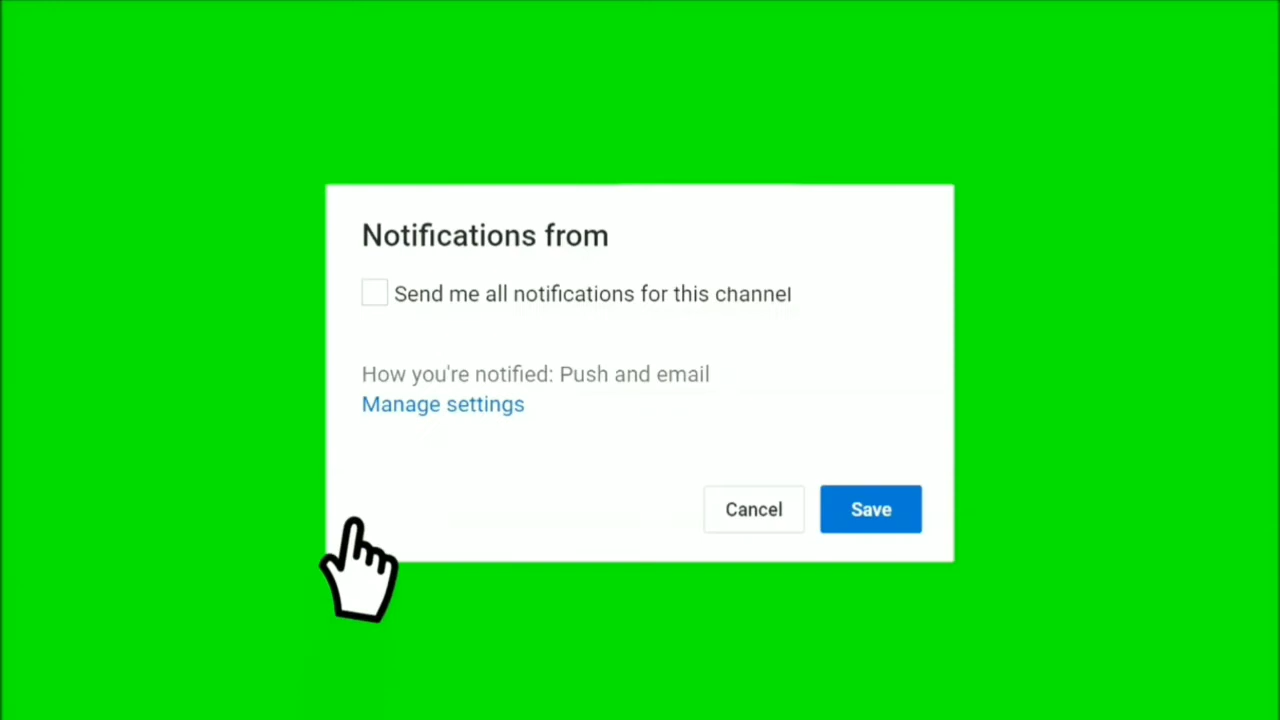 Notifications from
Send me all notifications for this channel
How you're notified: Push and email
Manage settings
Cancel Save